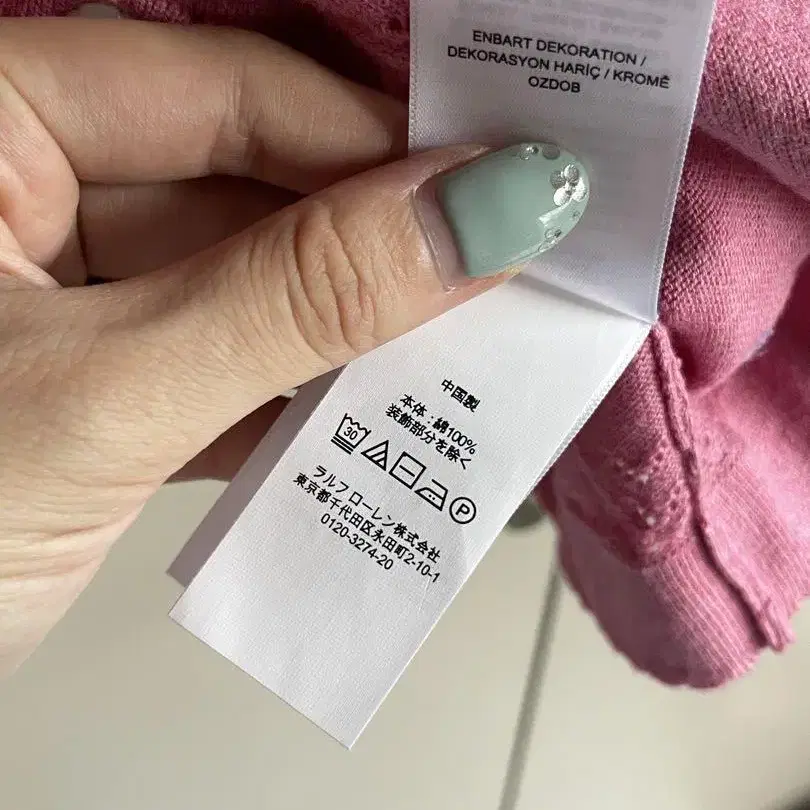 ENBART DEKORATION /
DEKORASYON HARİÇ / KROMĚ
OZDOB
中国製
本体:綿100%
装飾部分を除く
30
P
ラルフ ローレン株式会社
東京都千代田区永田町2-10-1
0120-3274-20